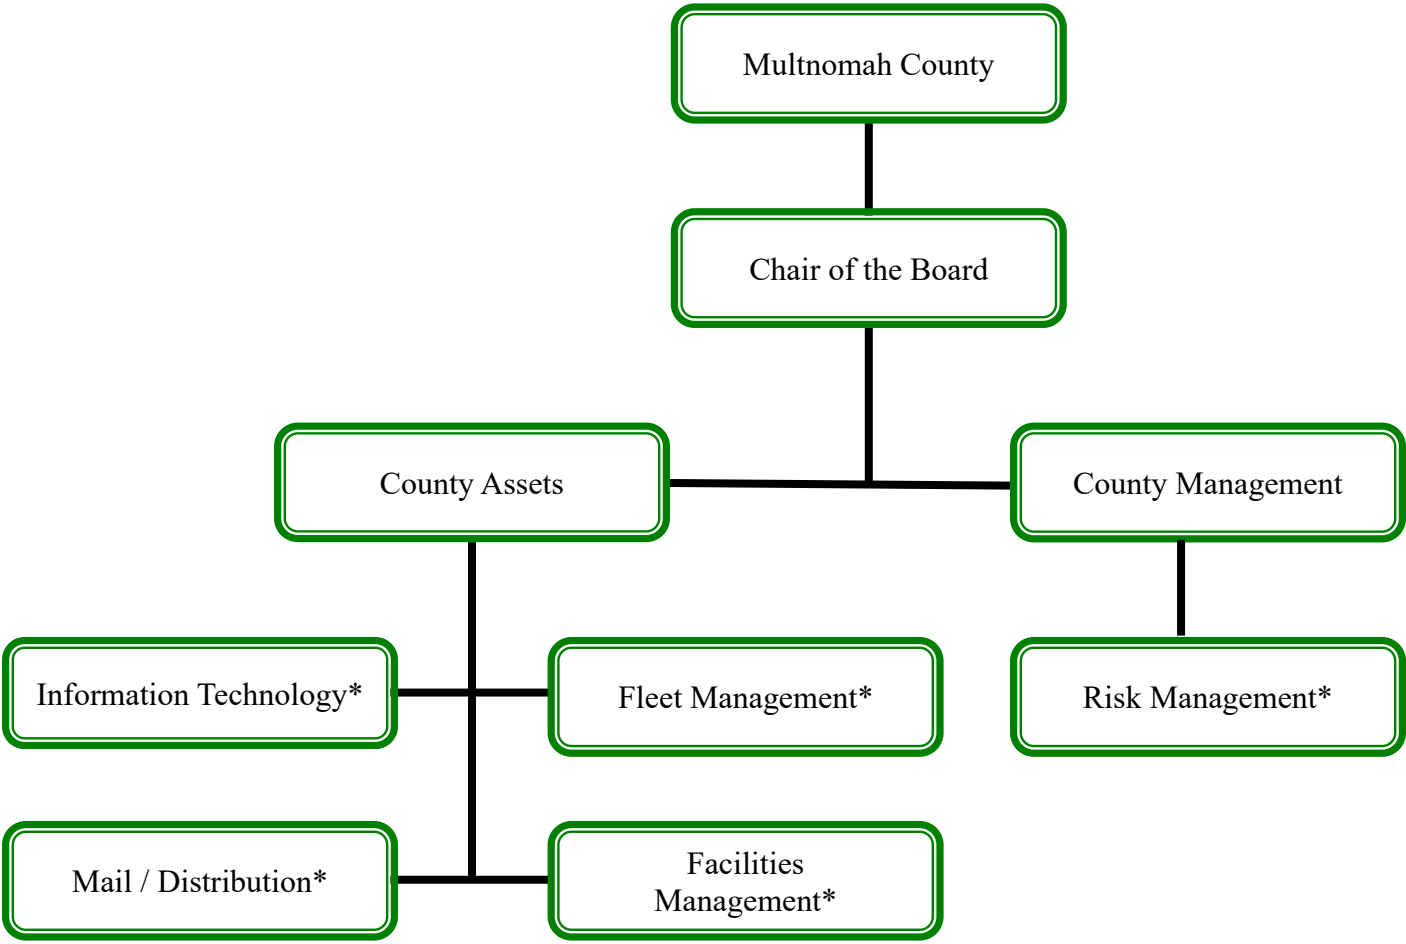 Multnomah County
Chair of the Board
County Assets
County Management
Information Technology*
Fleet Management*
Risk Management*
Mail / Distribution*
Facilities
Management*